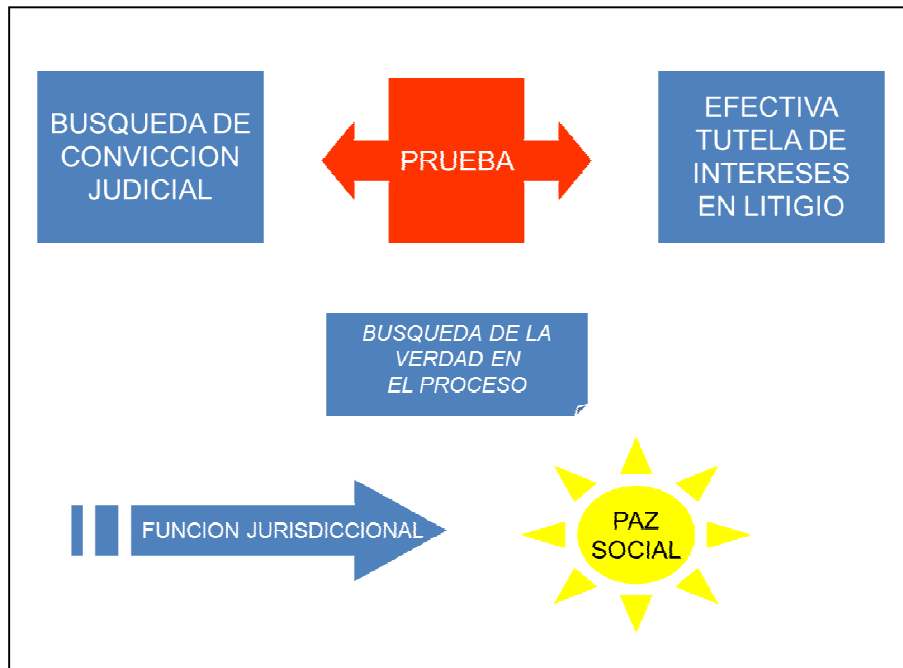 BUSQUEDA DE
CONVICCION
JUDICIAL
PRUEBA
EFECTIVA
TUTELA DE
INTERESES
EN LITIGIO
BUSQUEDA DE LA
VERDAD EN
EL PROCESO
FUNCION JURISDICCIONAL
PAZ
SOCIAL